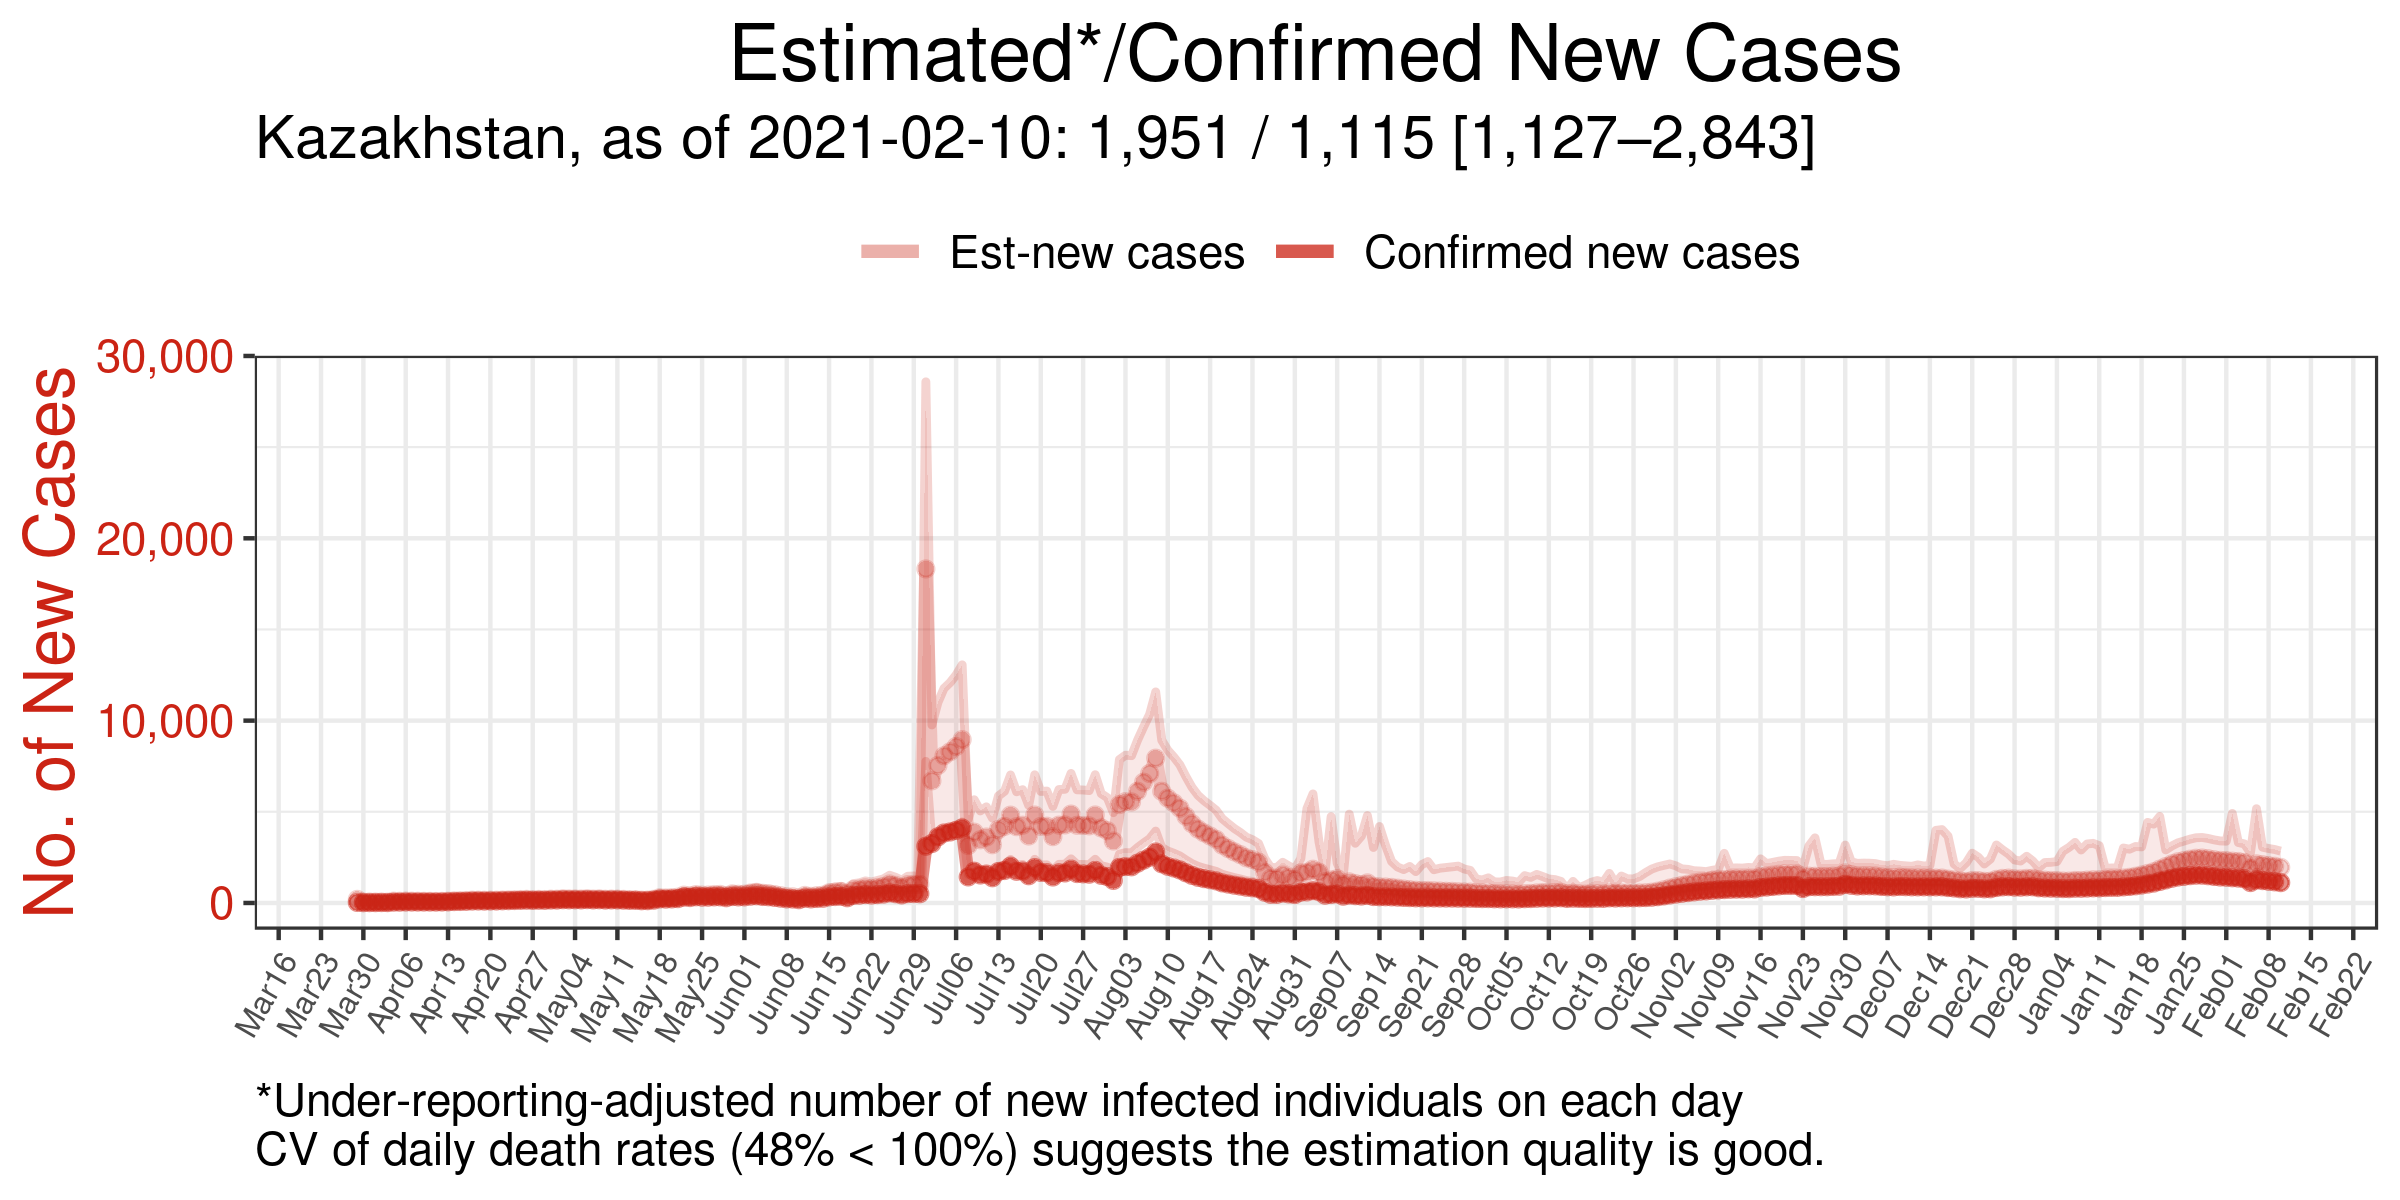 Estimated*/Confirmed New Cases
Kazakhstan, as of 2021-02-10: 1,951 / 1,115 [1,127–2,843]
Est-new cases Confirmed new cases
No. of New Cases
30,000
20,000
10,000
0
Mar16 Mar23 Mar30 Apr06 Apr13 Apr20 Apr27 May04 May11 May18 May25 Jun01 Jun08 Jun15 Jun22 Jun29 Jul06 Jul13 Jul20 Jul27 Aug03 Aug10 Aug17 Aug24 Aug31 Sep07 Sep14 Sep21 Sep28 Oct05 Oct12 Oct19 Oct26 Nov02 Nov09 Nov16 Nov23 Nov30 Dec07 Dec14 Dec21 Dec28 Jan04 Jan11 Jan18 Jan25 Feb01 Feb08 Feb15 Feb22
*Under-reporting-adjusted number of new infected individuals on each day
CV of daily death rates (48% < 100%) suggests the estimation quality is good.